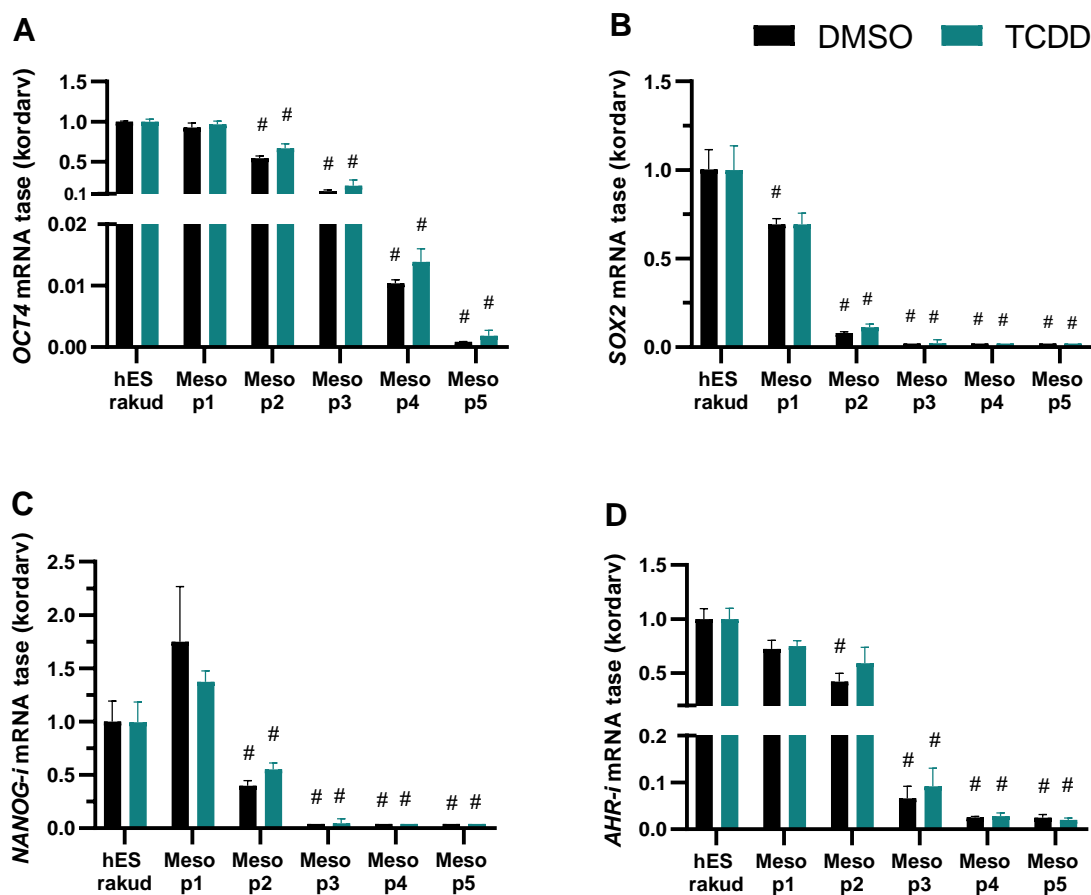 A
B
DMSO TCDD
OCT4 mRNA tase (kordarv)
1.5
1.0
0.5
0.1
0.02
0.01
0.00
# #
# #
# #
# #
hES rakud
Meso p1
Meso p2
Meso p3
Meso p4
Meso p5
SOX2 mRNA tase (kordarv)
1.5
1.0
0.5
0.0
#
# #
# #
# #
# #
hES rakud
Meso p1
Meso p2
Meso p3
Meso p4
Meso p5
C
NANOG-i mRNA tase (kordarv)
2.5
1.5
1.0
0.5
0.0
# #
# #
# #
# #
hES rakud
Meso p1
Meso p2
Meso p3
Meso p4
Meso p5
D
AHR-i mRNA tase (kordarv)
1.5
1.0
0.5
0.2
0.1
0.0
#
# #
# #
# #
hES rakud
Meso p1
Meso p2
Meso p3
Meso p4
Meso p5